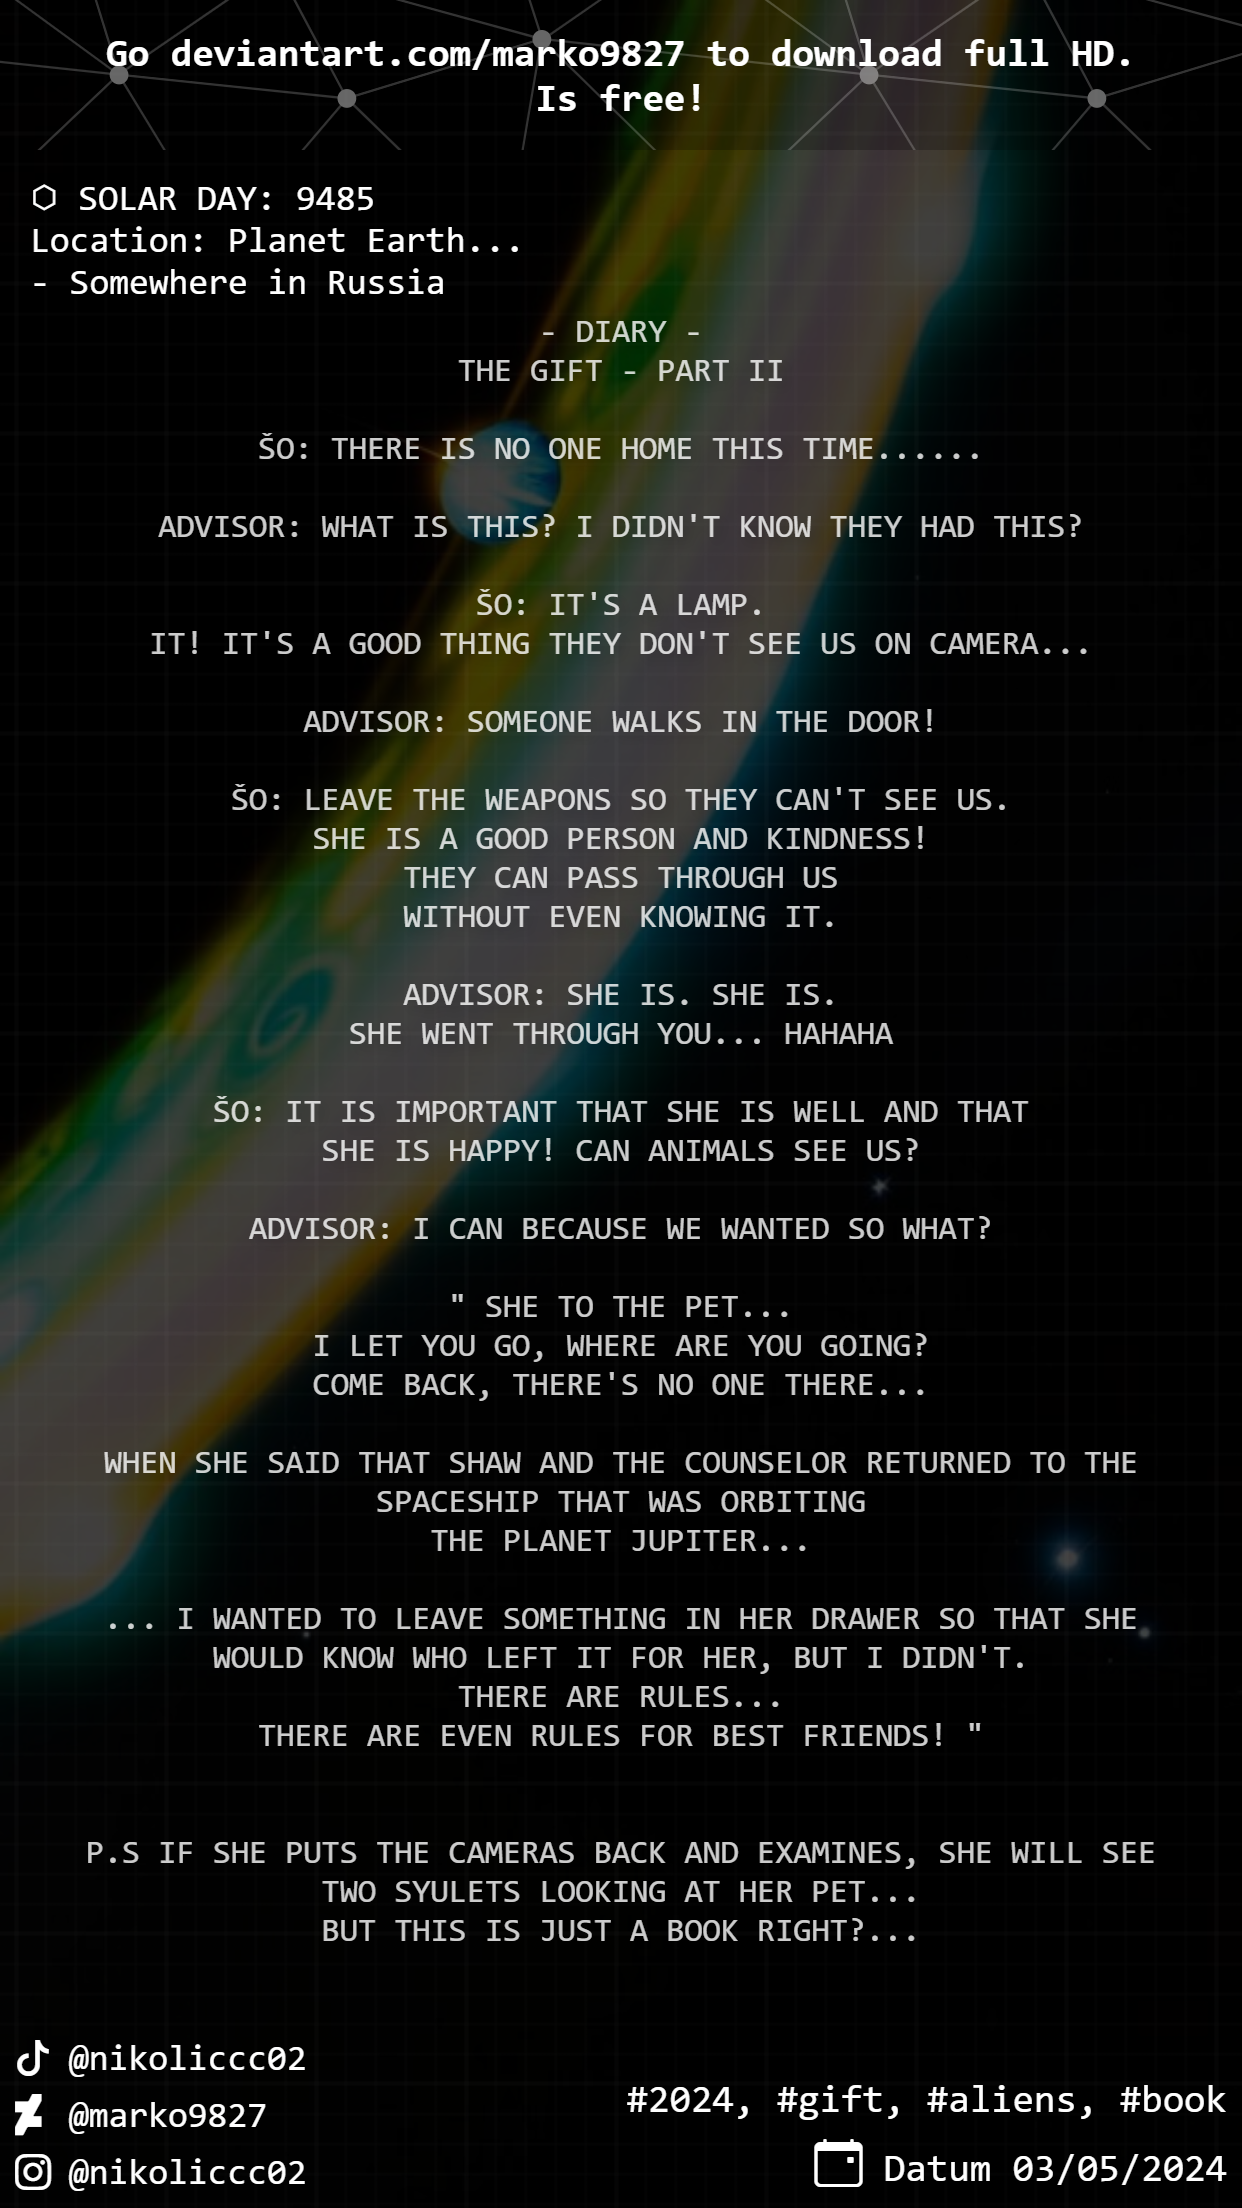 Go deviantart.com/marko9827 to download full HD.
Is free!
⬡ SOLAR DAY: 9485
Location: Planet Earth...
- Somewhere in Russia
- DIARY -
THE GIFT - PART II
ŠO: THERE IS NO ONE HOME THIS TIME......
ADVISOR: WHAT IS THIS? I DIDN'T KNOW THEY HAD THIS?
ŠO: IT'S A LAMP.
IT! IT'S A GOOD THING THEY DON'T SEE US ON CAMERA...
ADVISOR: SOMEONE WALKS IN THE DOOR!
ŠO: LEAVE THE WEAPONS SO THEY CAN'T SEE US.
SHE IS A GOOD PERSON AND KINDNESS!
THEY CAN PASS THROUGH US
WITHOUT EVEN KNOWING IT.
ADVISOR: SHE IS. SHE IS.
SHE WENT THROUGH YOU... HAHAHA
ŠO: IT IS IMPORTANT THAT SHE IS WELL AND THAT
SHE IS HAPPY! CAN ANIMALS SEE US?
ADVISOR: I CAN BECAUSE WE WANTED SO WHAT?
" SHE TO THE PET...
I LET YOU GO, WHERE ARE YOU GOING?
COME BACK, THERE'S NO ONE THERE...
WHEN SHE SAID THAT SHAW AND THE COUNSELOR RETURNED TO THE
SPACESHIP THAT WAS ORBITING
THE PLANET JUPITER...
... I WANTED TO LEAVE SOMETHING IN HER DRAWER SO THAT SHE
WOULD KNOW WHO LEFT IT FOR HER, BUT I DIDN'T.
THERE ARE RULES...
THERE ARE EVEN RULES FOR BEST FRIENDS! "
P.S IF SHE PUTS THE CAMERAS BACK AND EXAMINES, SHE WILL SEE
TWO SYULETS LOOKING AT HER PET...
BUT THIS IS JUST A BOOK RIGHT?...
@nikoliccc02
@marko9827
@nikoliccc02
#2024, #gift, #aliens, #book
Datum 03/05/2024